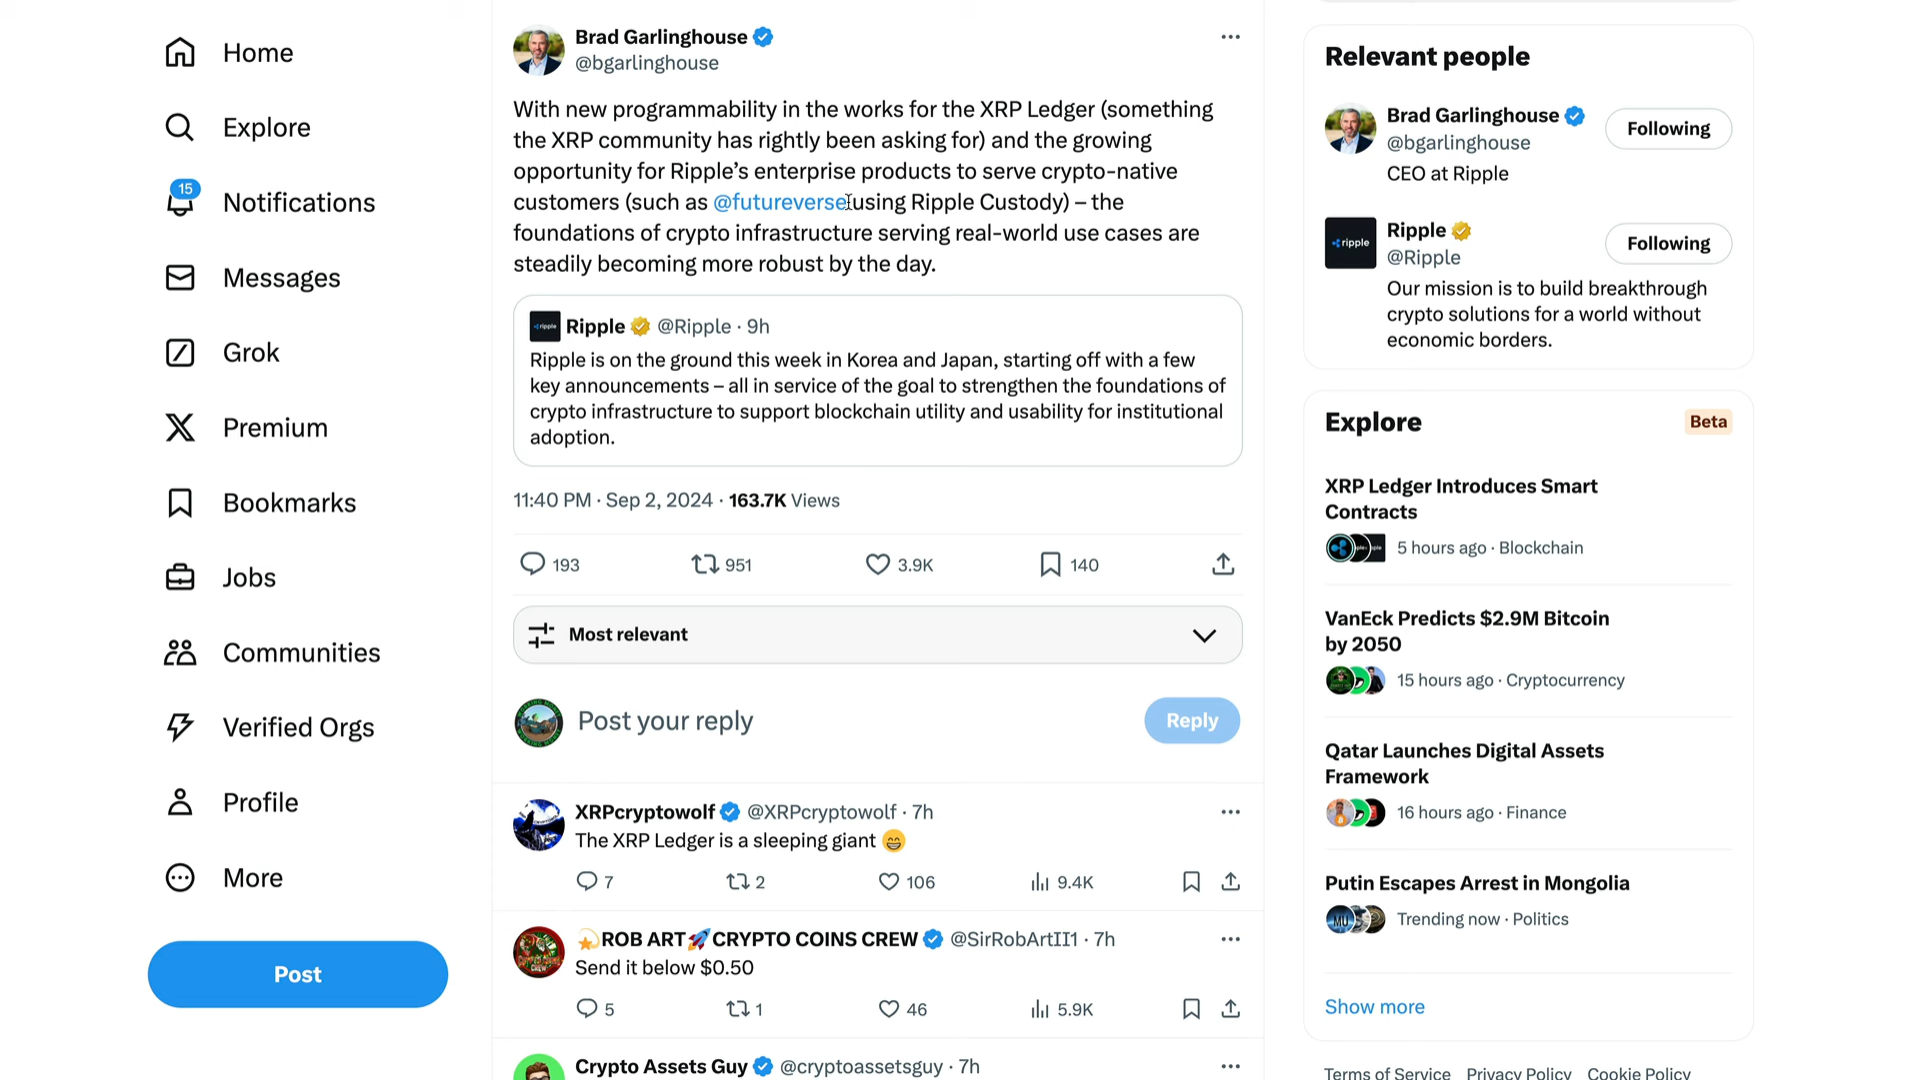 Home
Explore
15
Notifications
Messages
Grok
Premium
Bookmarks
Jobs
Communities
Verified Orgs
Profile
More
Post
Brad Garlinghouse
@bgarlinghouse
With new programmability in the works for the XRP Ledger (something
the XRP community has rightly been asking for) and the growing
opportunity for Ripple’s enterprise products to serve crypto-native
customers (such as @futureverse using Ripple Custody) – the
foundations of crypto infrastructure serving real-world use cases are
steadily becoming more robust by the day.
ripple
Ripple @Ripple · 9h
Ripple is on the ground this week in Korea and Japan, starting off with a few
key announcements – all in service of the goal to strengthen the foundations of
crypto infrastructure to support blockchain utility and usability for institutional
adoption.
11:40 PM · Sep 2, 2024 · 163.7K Views
193 951 3.9K 140
Most relevant
Post your reply
Reply
XRPcryptowolf @XRPcryptowolf · 7h
The XRP Ledger is a sleeping giant 😁
7 2 106 9.4K
💫ROB ART🚀CRYPTO COINS CREW @SirRobArtII1 · 7h
Send it below $0.50
5 1 46 5.9K
Crypto Assets Guy @cryptoassetsguy · 7h
Relevant people
Brad Garlinghouse
@bgarlinghouse
Following
CEO at Ripple
ripple
Ripple
@Ripple
Following
Our mission is to build breakthrough
crypto solutions for a world without
economic borders.
Explore
Beta
XRP Ledger Introduces Smart
Contracts
5 hours ago · Blockchain
VanEck Predicts $2.9M Bitcoin
by 2050
15 hours ago · Cryptocurrency
Qatar Launches Digital Assets
Framework
16 hours ago · Finance
Putin Escapes Arrest in Mongolia
Trending now · Politics
Show more
Terms of Service Privacy Policy Cookie Policy